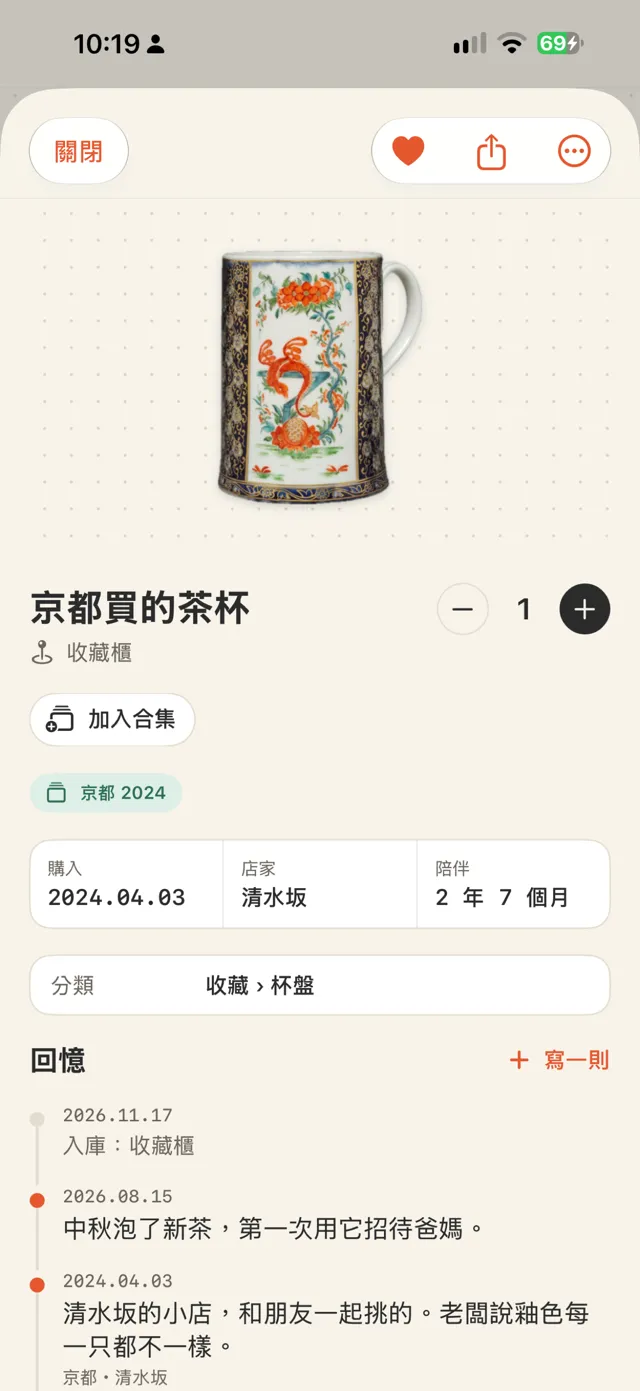 10:19
69
關閉
京都買的茶杯
1
收藏櫃
加入合集
京都 2024
購入
2024.04.03
店家
清水坂
陪伴
2 年 7 個月
分類
收藏 › 杯盤
回憶
+ 寫一則
2026.11.17
入庫：收藏櫃
2026.08.15
中秋泡了新茶，第一次用它招待爸媽。
2024.04.03
清水坂的小店，和朋友一起挑的。老闆說釉色每
一只都不一樣。
京都・清水坂